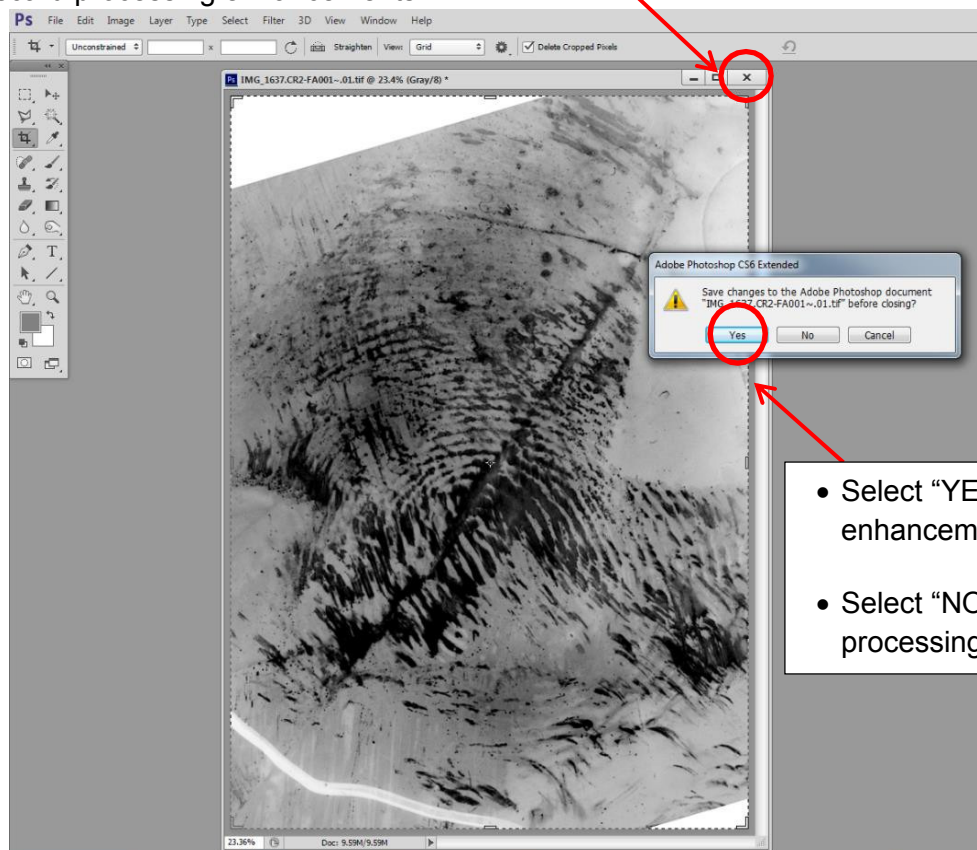 PS File Edit Image Layer Type Select Filter 3D View Window Help
Unconstrained x Straighten View: Grid Delete Cropped Pixels
IMG_1637.CR2-FA001~.01.tif @ 23.4% (Gray/8) *
Adobe Photoshop CS6 Extended
Save changes to the Adobe Photoshop document
"IMG_1637.CR2-FA001~.01.tif" before closing?
Yes No Cancel
• Select “YE
enhancem
• Select “NO
processing
23.36% Doc: 9.59M/9.59M